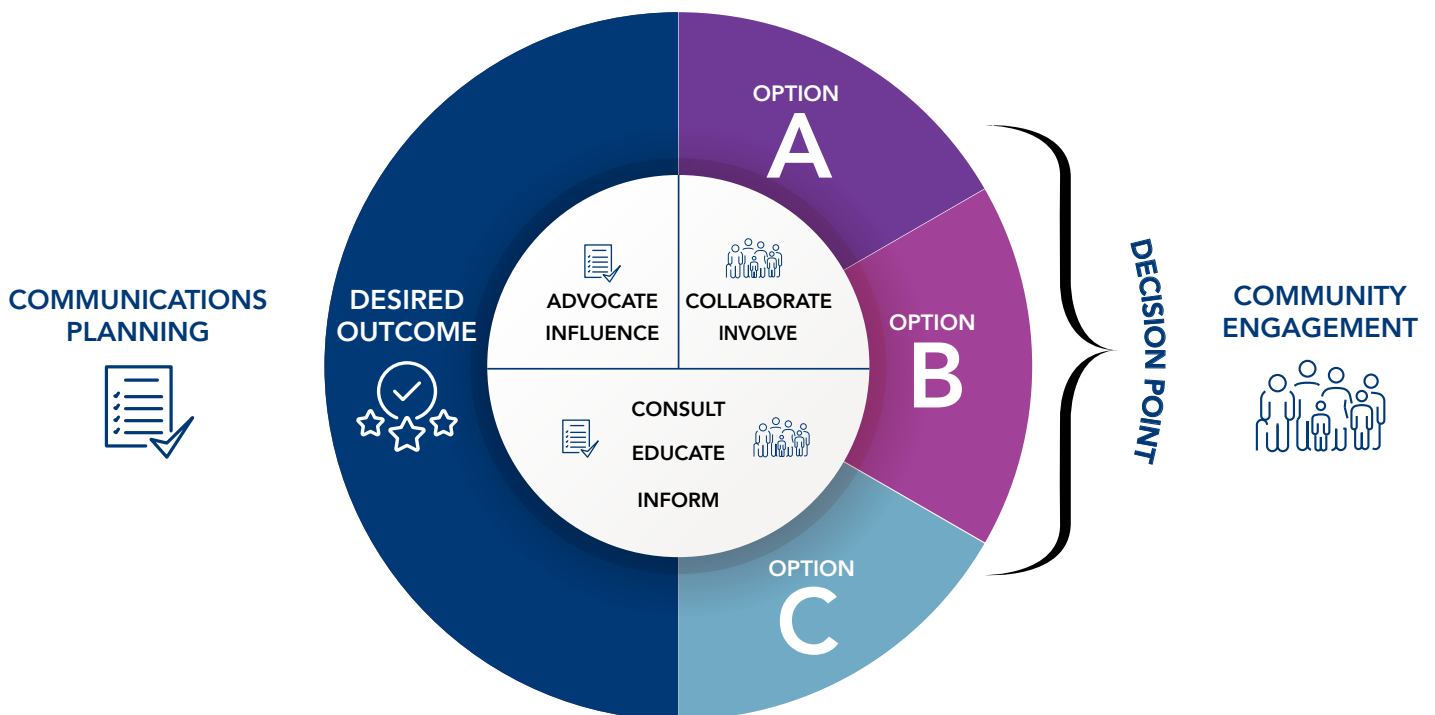 COMMUNICATIONS
PLANNING
DESIRED
OUTCOME
ADVOCATE
INFLUENCE
COLLABORATE
INVOLVE
CONSULT
EDUCATE
INFORM
OPTION
A
OPTION
B
OPTION
C
DECISION POINT
COMMUNITY
ENGAGEMENT